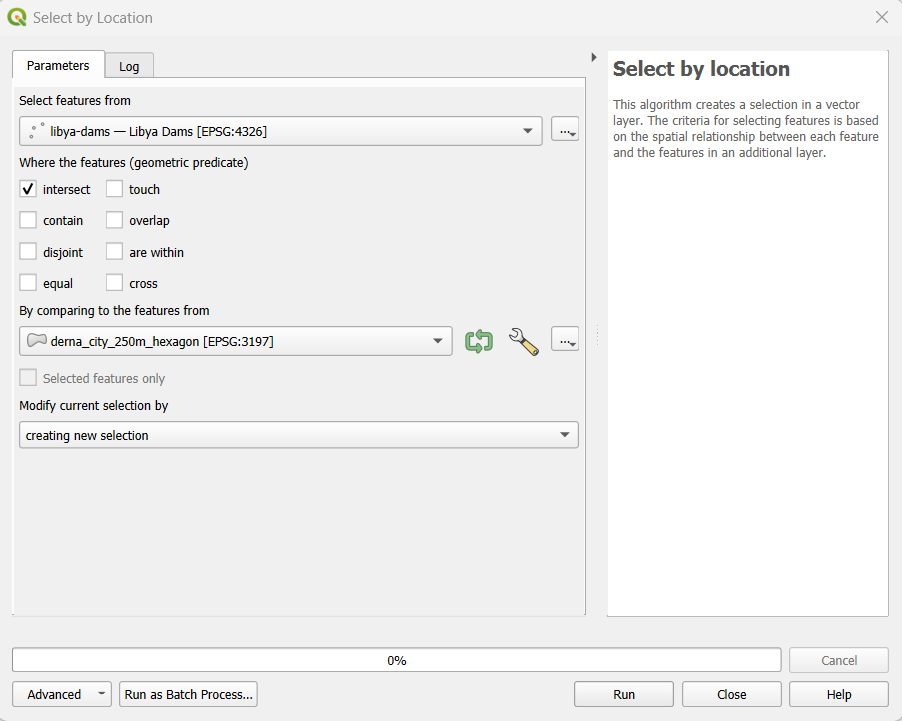 Select by Location
Parameters
Log
Select features from
libya-dams — Libya Dams [EPSG:4326]
...
Where the features (geometric predicate)
intersect
touch
contain
overlap
disjoint
are within
equal
cross
By comparing to the features from
derna_city_250m_hexagon [EPSG:3197]
...
Selected features only
Modify current selection by
creating new selection
Select by location
This algorithm creates a selection in a vector
layer. The criteria for selecting features is based
on the spatial relationship between each feature
and the features in an additional layer.
0%
Cancel
Advanced
Run as Batch Process...
Run
Close
Help